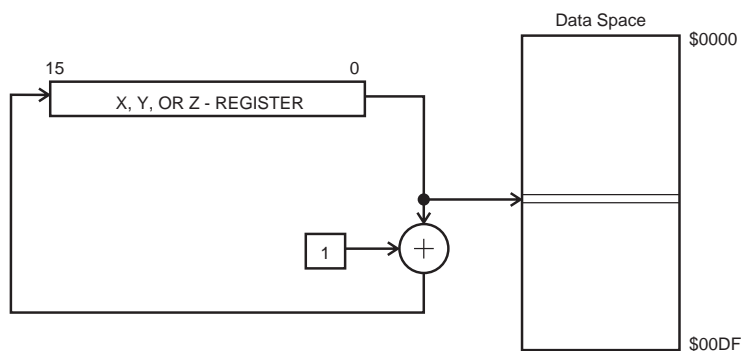 Data Space
$0000
15 0
X, Y, OR Z - REGISTER
1
+
$00DF